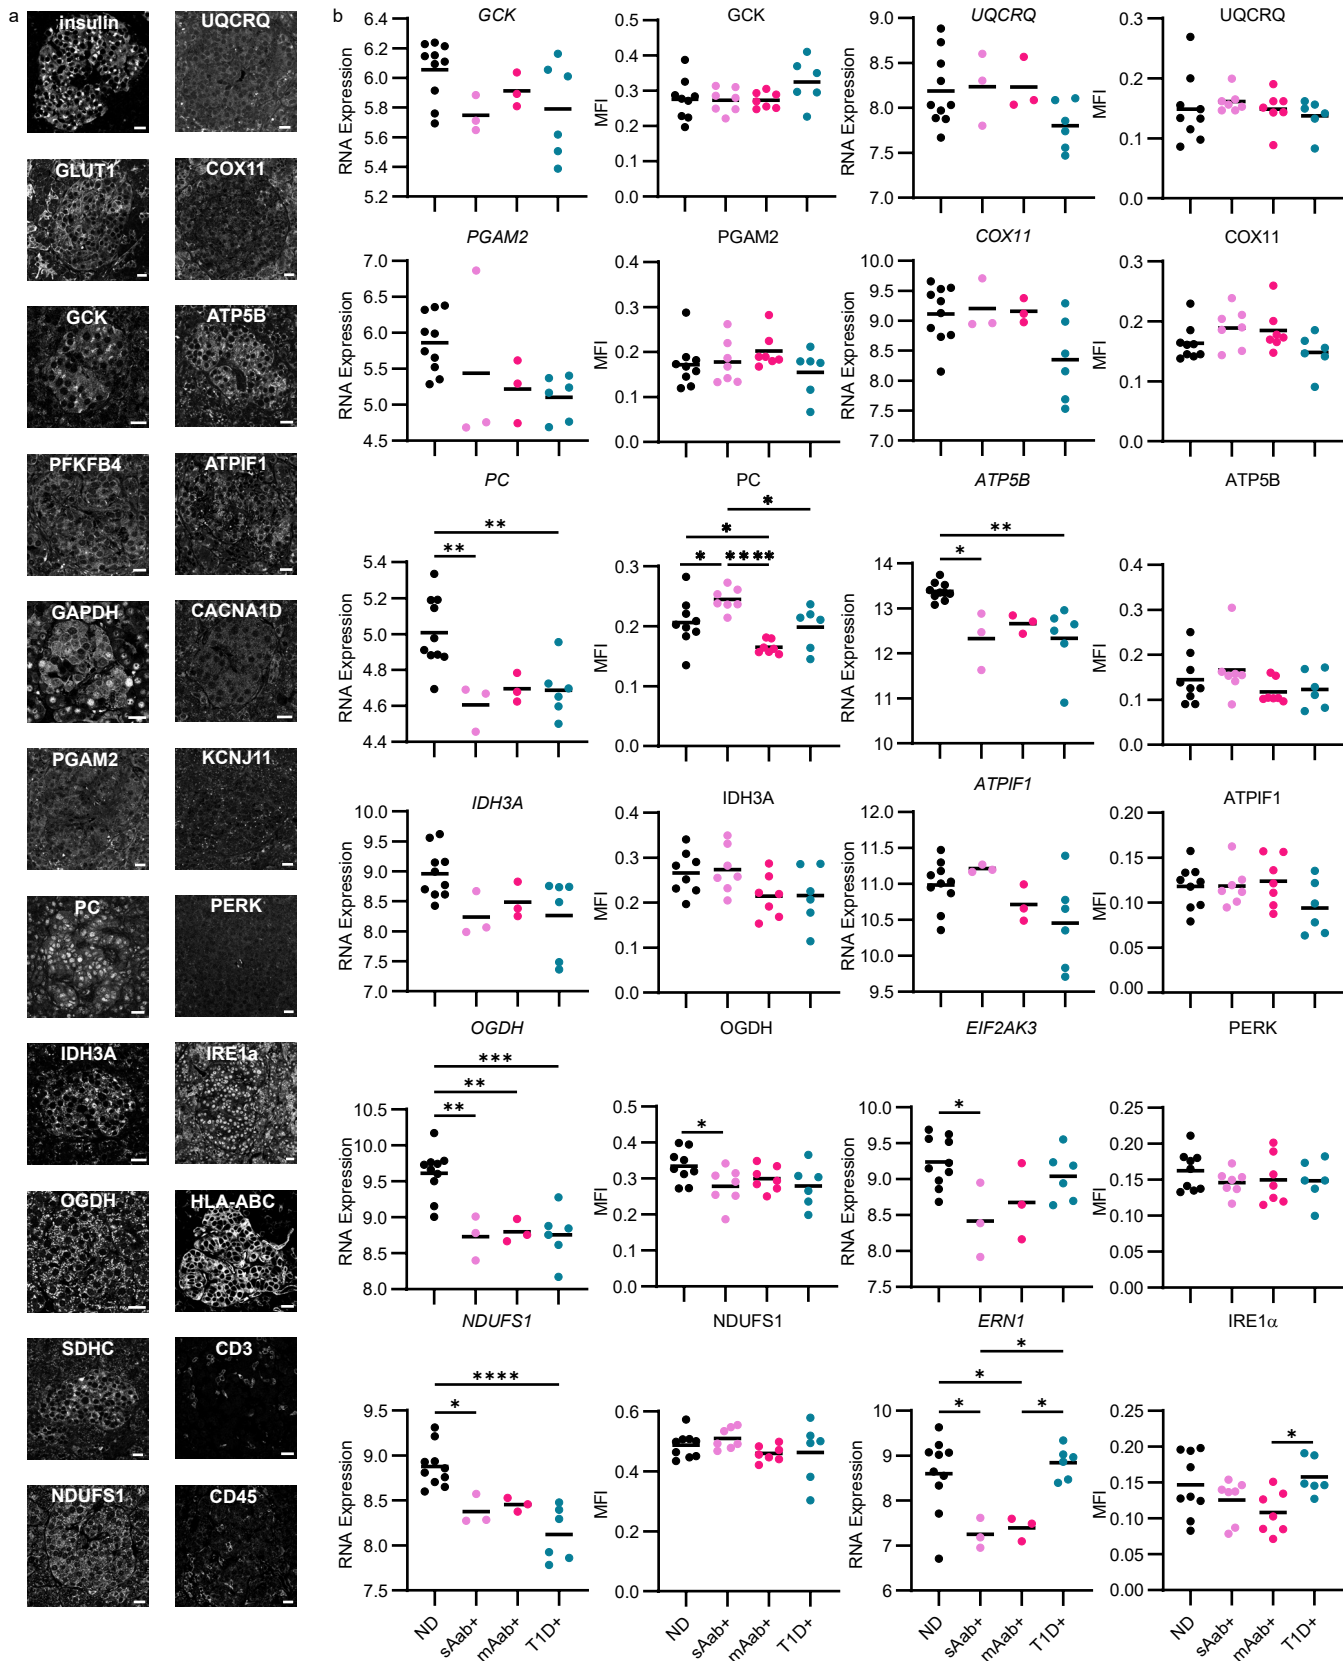 a
insulin
UQCRQ
GLUT1
COX11
GCK
ATP5B
PFKFB4
ATPIF1
GAPDH
CACNA1D
PGAM2
KCNJ11
PC
PERK
IDH3A
IRE1a
OGDH
HLA-ABC
SDHC
CD3
NDUFS1
CD45
b
GCK
RNA Expression
6.4
6.2
6.0
5.8
5.6
5.4
5.2
GCK
MFI
0.5
0.4
0.3
0.2
0.1
0.0
UQCRQ
RNA Expression
9.0
8.5
8.0
7.5
7.0
UQCRQ
MFI
0.3
0.2
0.1
0.0
PGAM2
RNA Expression
7.0
6.5
6.0
5.5
5.0
4.5
PGAM2
MFI
0.4
0.3
0.2
0.1
0.0
COX11
RNA Expression
10.0
9.5
9.0
8.5
8.0
7.5
7.0
COX11
MFI
0.3
0.2
0.1
0.0
PC
** 
**
RNA Expression
5.4
5.2
5.0
4.8
4.6
4.4
PC
*
*
* ****
MFI
0.3
0.2
0.1
0.0
ATP5B
**
*
RNA Expression
14
13
12
11
10
ATP5B
MFI
0.4
0.3
0.2
0.1
0.0
IDH3A
RNA Expression
10.0
9.5
9.0
8.5
8.0
7.5
7.0
IDH3A
MFI
0.4
0.3
0.2
0.1
0.0
ATPIF1
RNA Expression
12.0
11.5
11.0
10.5
10.0
9.5
ATPIF1
MFI
0.20
0.15
0.10
0.05
0.00
OGDH
***
**
**
RNA Expression
10.5
10.0
9.5
9.0
8.5
8.0
OGDH
*
MFI
0.5
0.4
0.3
0.2
0.1
0.0
EIF2AK3
*
RNA Expression
10.0
9.5
9.0
8.5
8.0
7.5
PERK
MFI
0.25
0.20
0.15
0.10
0.05
0.00
NDUFS1
****
*
RNA Expression
9.5
9.0
8.5
8.0
7.5
ND
sAab+
mAab+
T1D+
NDUFS1
MFI
0.6
0.4
0.2
0.0
ND
sAab+
mAab+
T1D+
ERN1
*
*
* *
RNA Expression
10
9
8
7
6
ND
sAab+
mAab+
T1D+
IRE1α
*
MFI
0.25
0.20
0.15
0.10
0.05
0.00
ND
sAab+
mAab+
T1D+